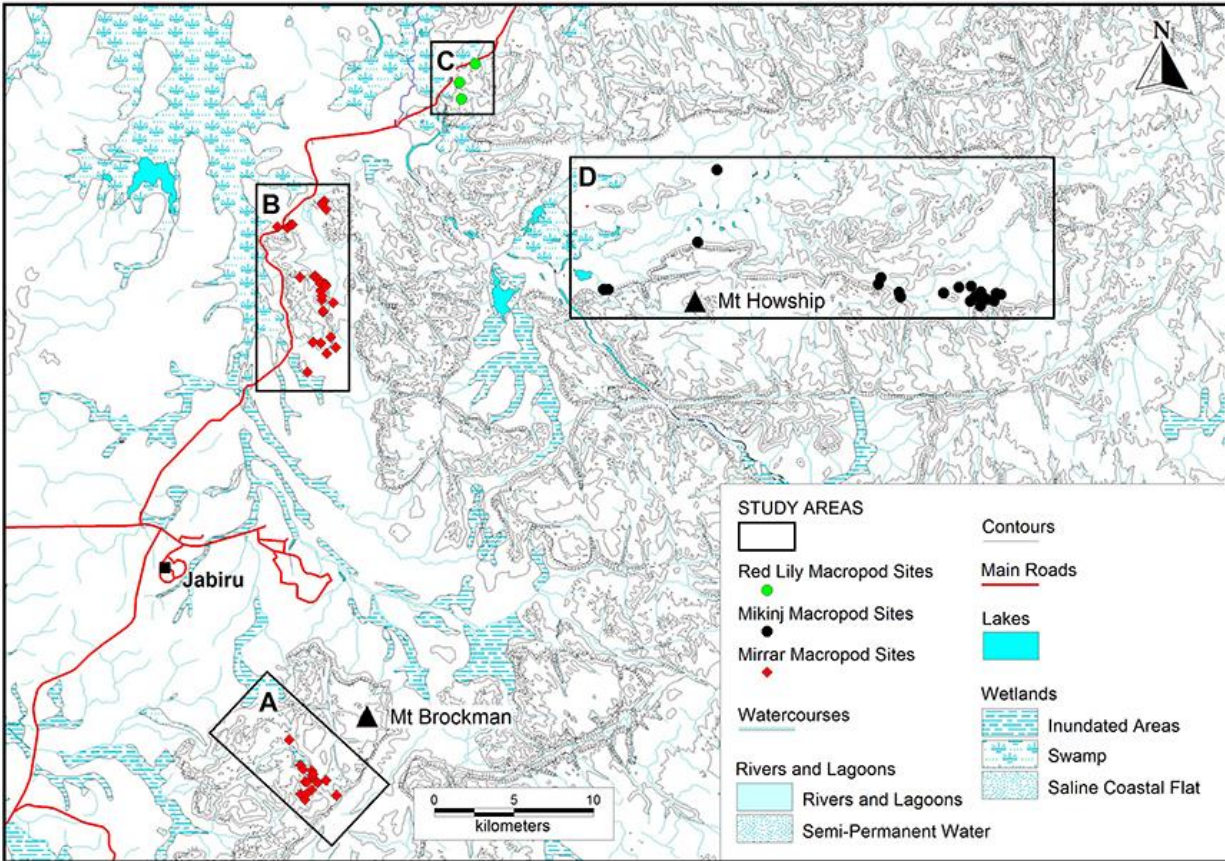 C
N
D
B
Mt Howship
Jabiru
A
Mt Brockman
0 5 10
kilometers
STUDY AREAS
Red Lily Macropod Sites
Mikinj Macropod Sites
Mirrar Macropod Sites
Watercourses
Rivers and Lagoons
Rivers and Lagoons
Semi-Permanent Water
Contours
Main Roads
Lakes
Wetlands
Inundated Areas
Swamp
Saline Coastal Flat